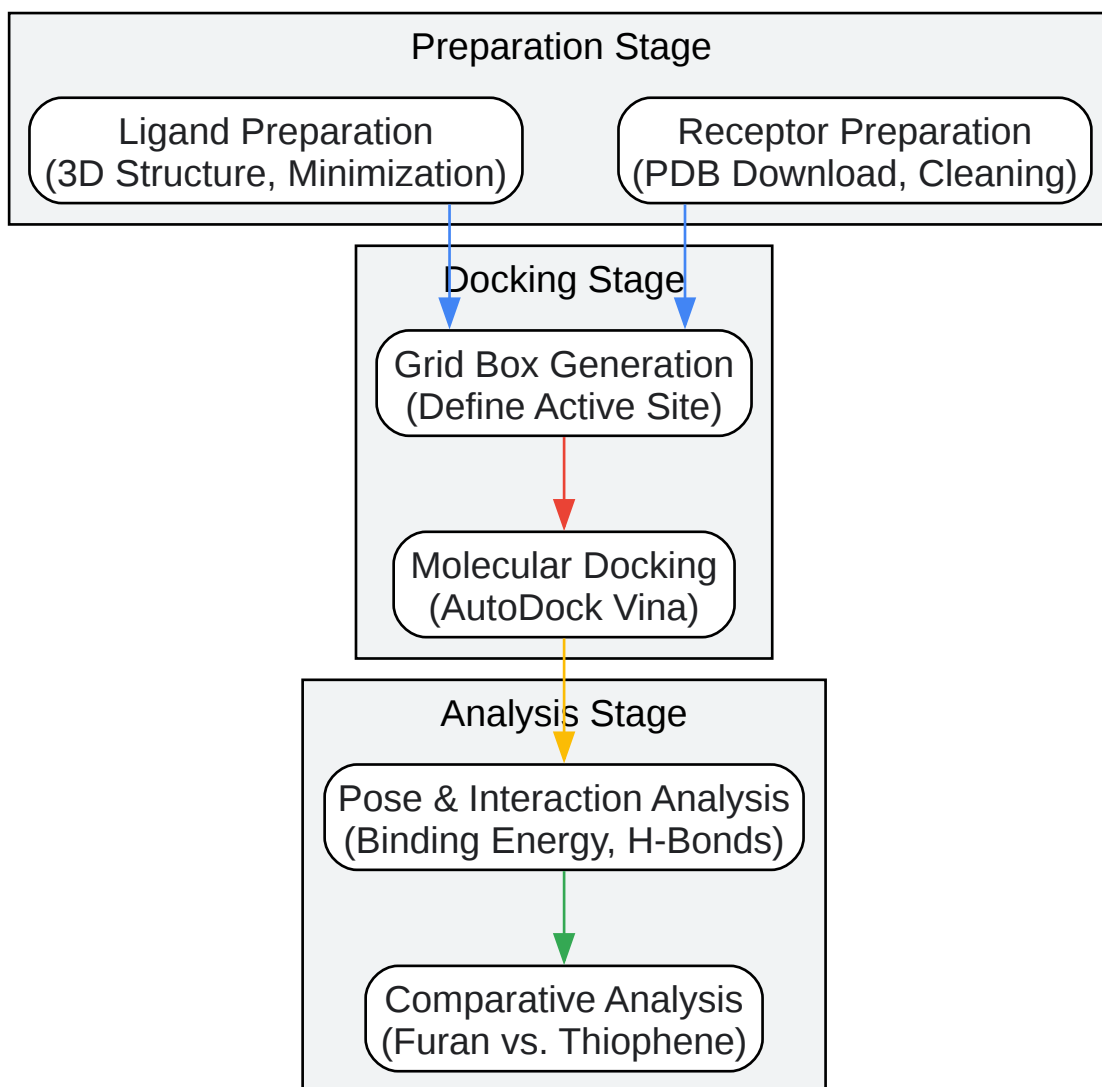 Preparation Stage
Ligand Preparation
(3D Structure, Minimization)
Receptor Preparation
(PDB Download, Cleaning)
Docking Stage
Grid Box Generation
(Define Active Site)
Molecular Docking
(AutoDock Vina)
Analysis Stage
Pose & Interaction Analysis
(Binding Energy, H-Bonds)
Comparative Analysis
(Furan vs. Thiophene)